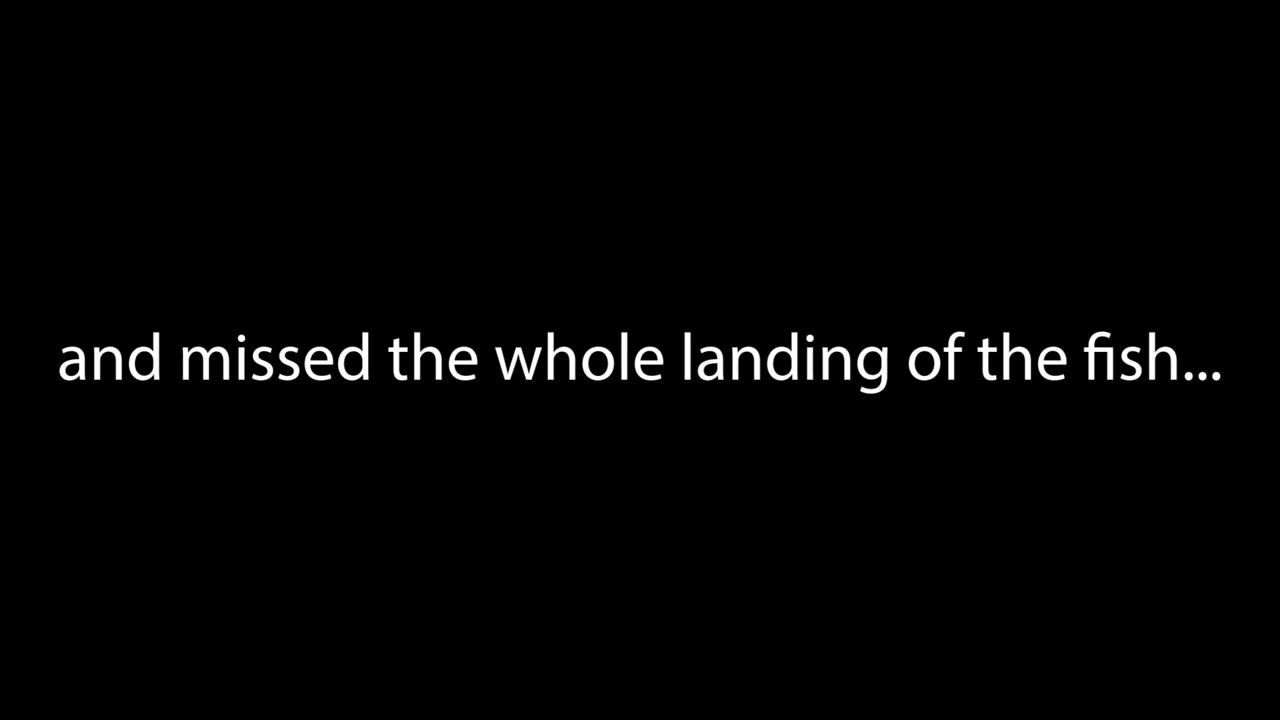 and missed the whole landing of the fish...